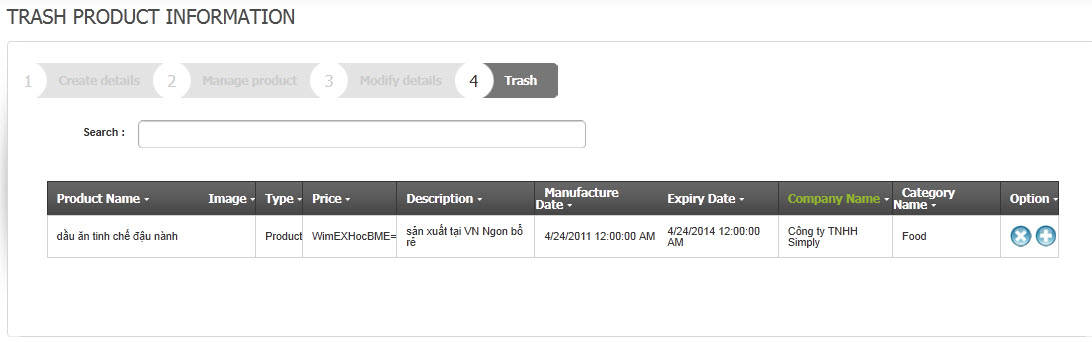 TRASH PRODUCT INFORMATION
1 Create details 2 Manage product 3 Modify details 4 Trash
Search :
Product Name Image Type Price Description Manufacture Date Expiry Date Company Name Category Name Option
dầu ăn tinh chế đậu nành Product WimEXHocBME= sản xuất tại VN Ngon bổ rẻ 4/24/2011 12:00:00 AM 4/24/2014 12:00:00 AM Công ty TNHH Simply Food